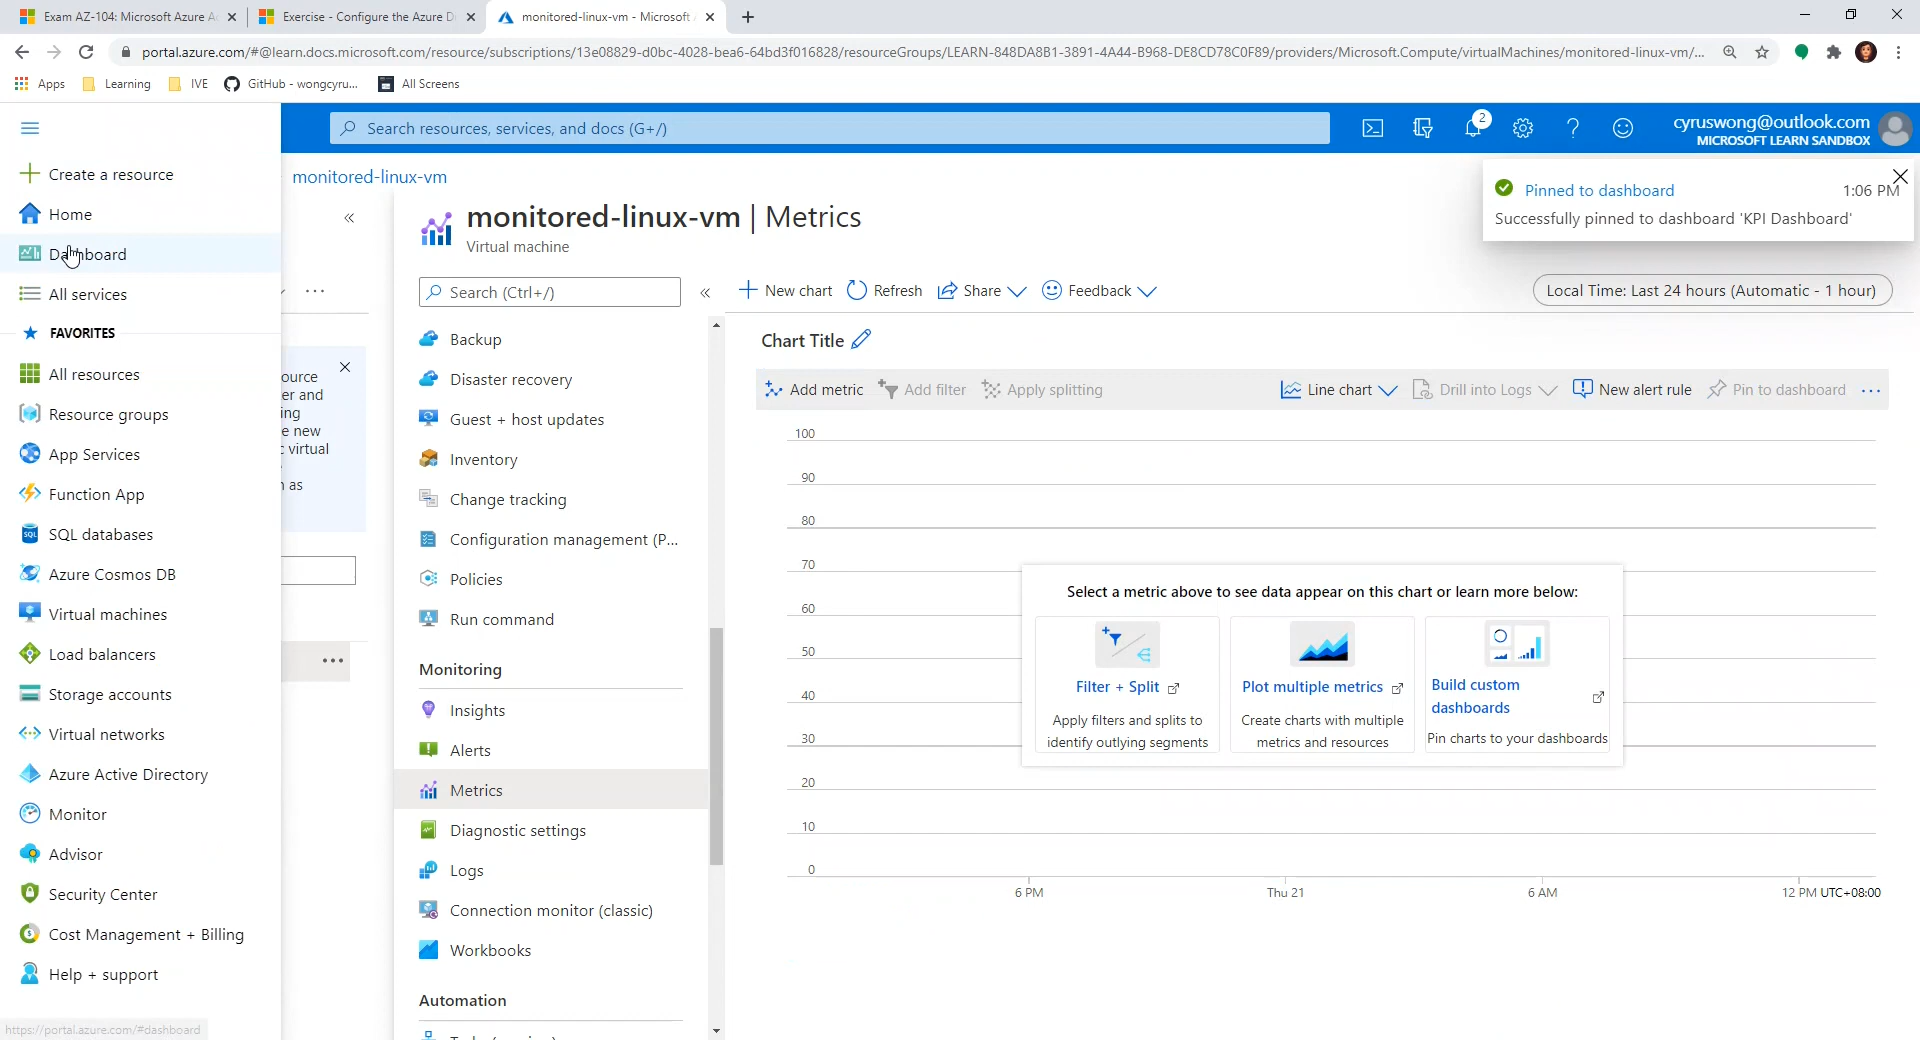 Exam AZ-104: Microsoft Azure A
Exercise - Configure the Azure D
monitored-linux-vm - Microsoft
portal.azure.com/#@learn.docs.microsoft.com/resource/subscriptions/13e08829-d0bc-4028-bea6-64bd3f016828/resourceGroups/LEARN-848DA8B1-3891-4A44-B968-DE8CD78C0F89/providers/Microsoft.Compute/virtualMachines/monitored-linux-vm/...
Apps
Learning
IVE
GitHub - wongcyru...
All Screens
Search resources, services, and docs (G+/)
2
cyruswong@outlook.com
MICROSOFT LEARN SANDBOX
Create a resource
Home
Dashboard
All services
FAVORITES
All resources
Resource groups
App Services
Function App
SQL databases
Azure Cosmos DB
Virtual machines
Load balancers
Storage accounts
Virtual networks
Azure Active Directory
Monitor
Advisor
Security Center
Cost Management + Billing
Help + support
https://portal.azure.com/#dashboard
monitored-linux-vm
ource
er and
ing
e new
c virtual
n as
monitored-linux-vm | Metrics
Virtual machine
Pinned to dashboard
1:06 PM
Successfully pinned to dashboard 'KPI Dashboard'
Search (Ctrl+/)
New chart
Refresh
Share
Feedback
Local Time: Last 24 hours (Automatic - 1 hour)
Backup
Disaster recovery
Guest + host updates
Inventory
Change tracking
Configuration management (P...
Policies
Run command
Monitoring
Insights
Alerts
Metrics
Diagnostic settings
Logs
Connection monitor (classic)
Workbooks
Automation
Chart Title
Add metric
Add filter
Apply splitting
Line chart
Drill into Logs
New alert rule
Pin to dashboard
100
90
80
70
60
50
40
30
20
10
0
6 PM
Thu 21
6 AM
12 PM UTC+08:00
Select a metric above to see data appear on this chart or learn more below:
Filter + Split
Apply filters and splits to
identify outlying segments
Plot multiple metrics
Create charts with multiple
metrics and resources
Build custom
dashboards
Pin charts to your dashboards